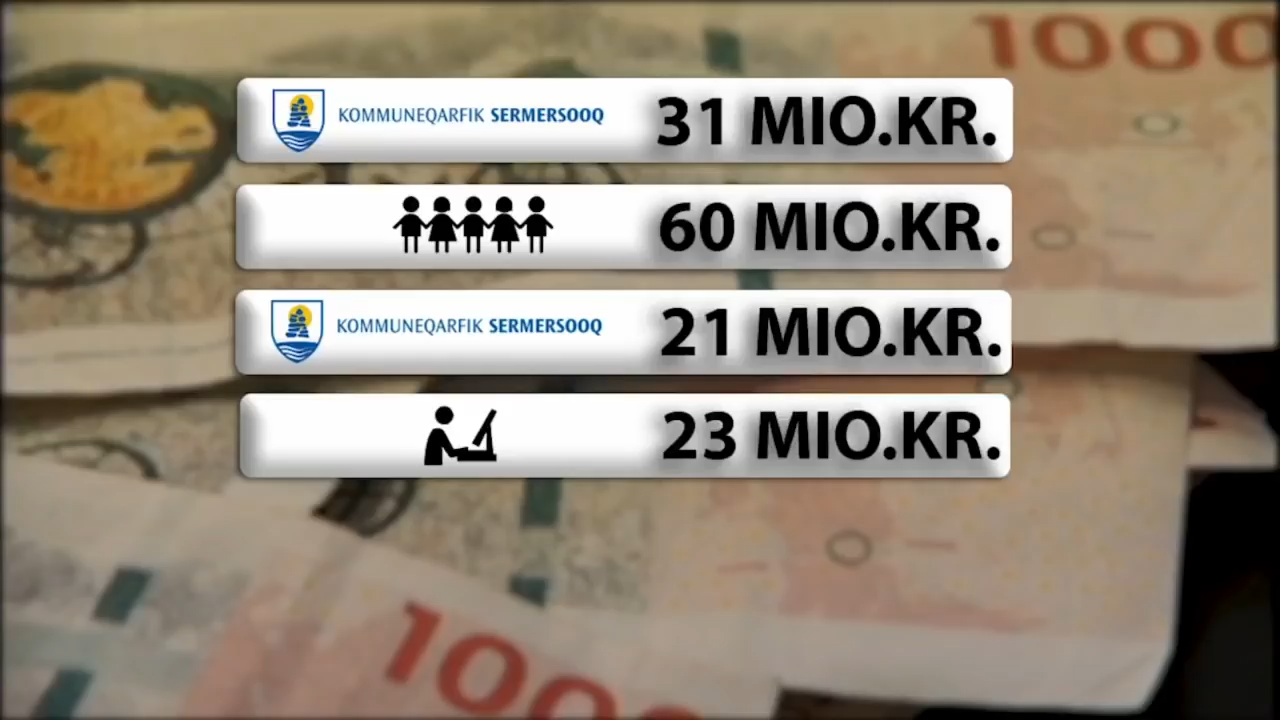 1000
KOMMUNEQARFIK SERMERSOOQ 31 MIO.KR.
60 MIO.KR.
KOMMUNEQARFIK SERMERSOOQ 21 MIO.KR.
23 MIO.KR.
1000